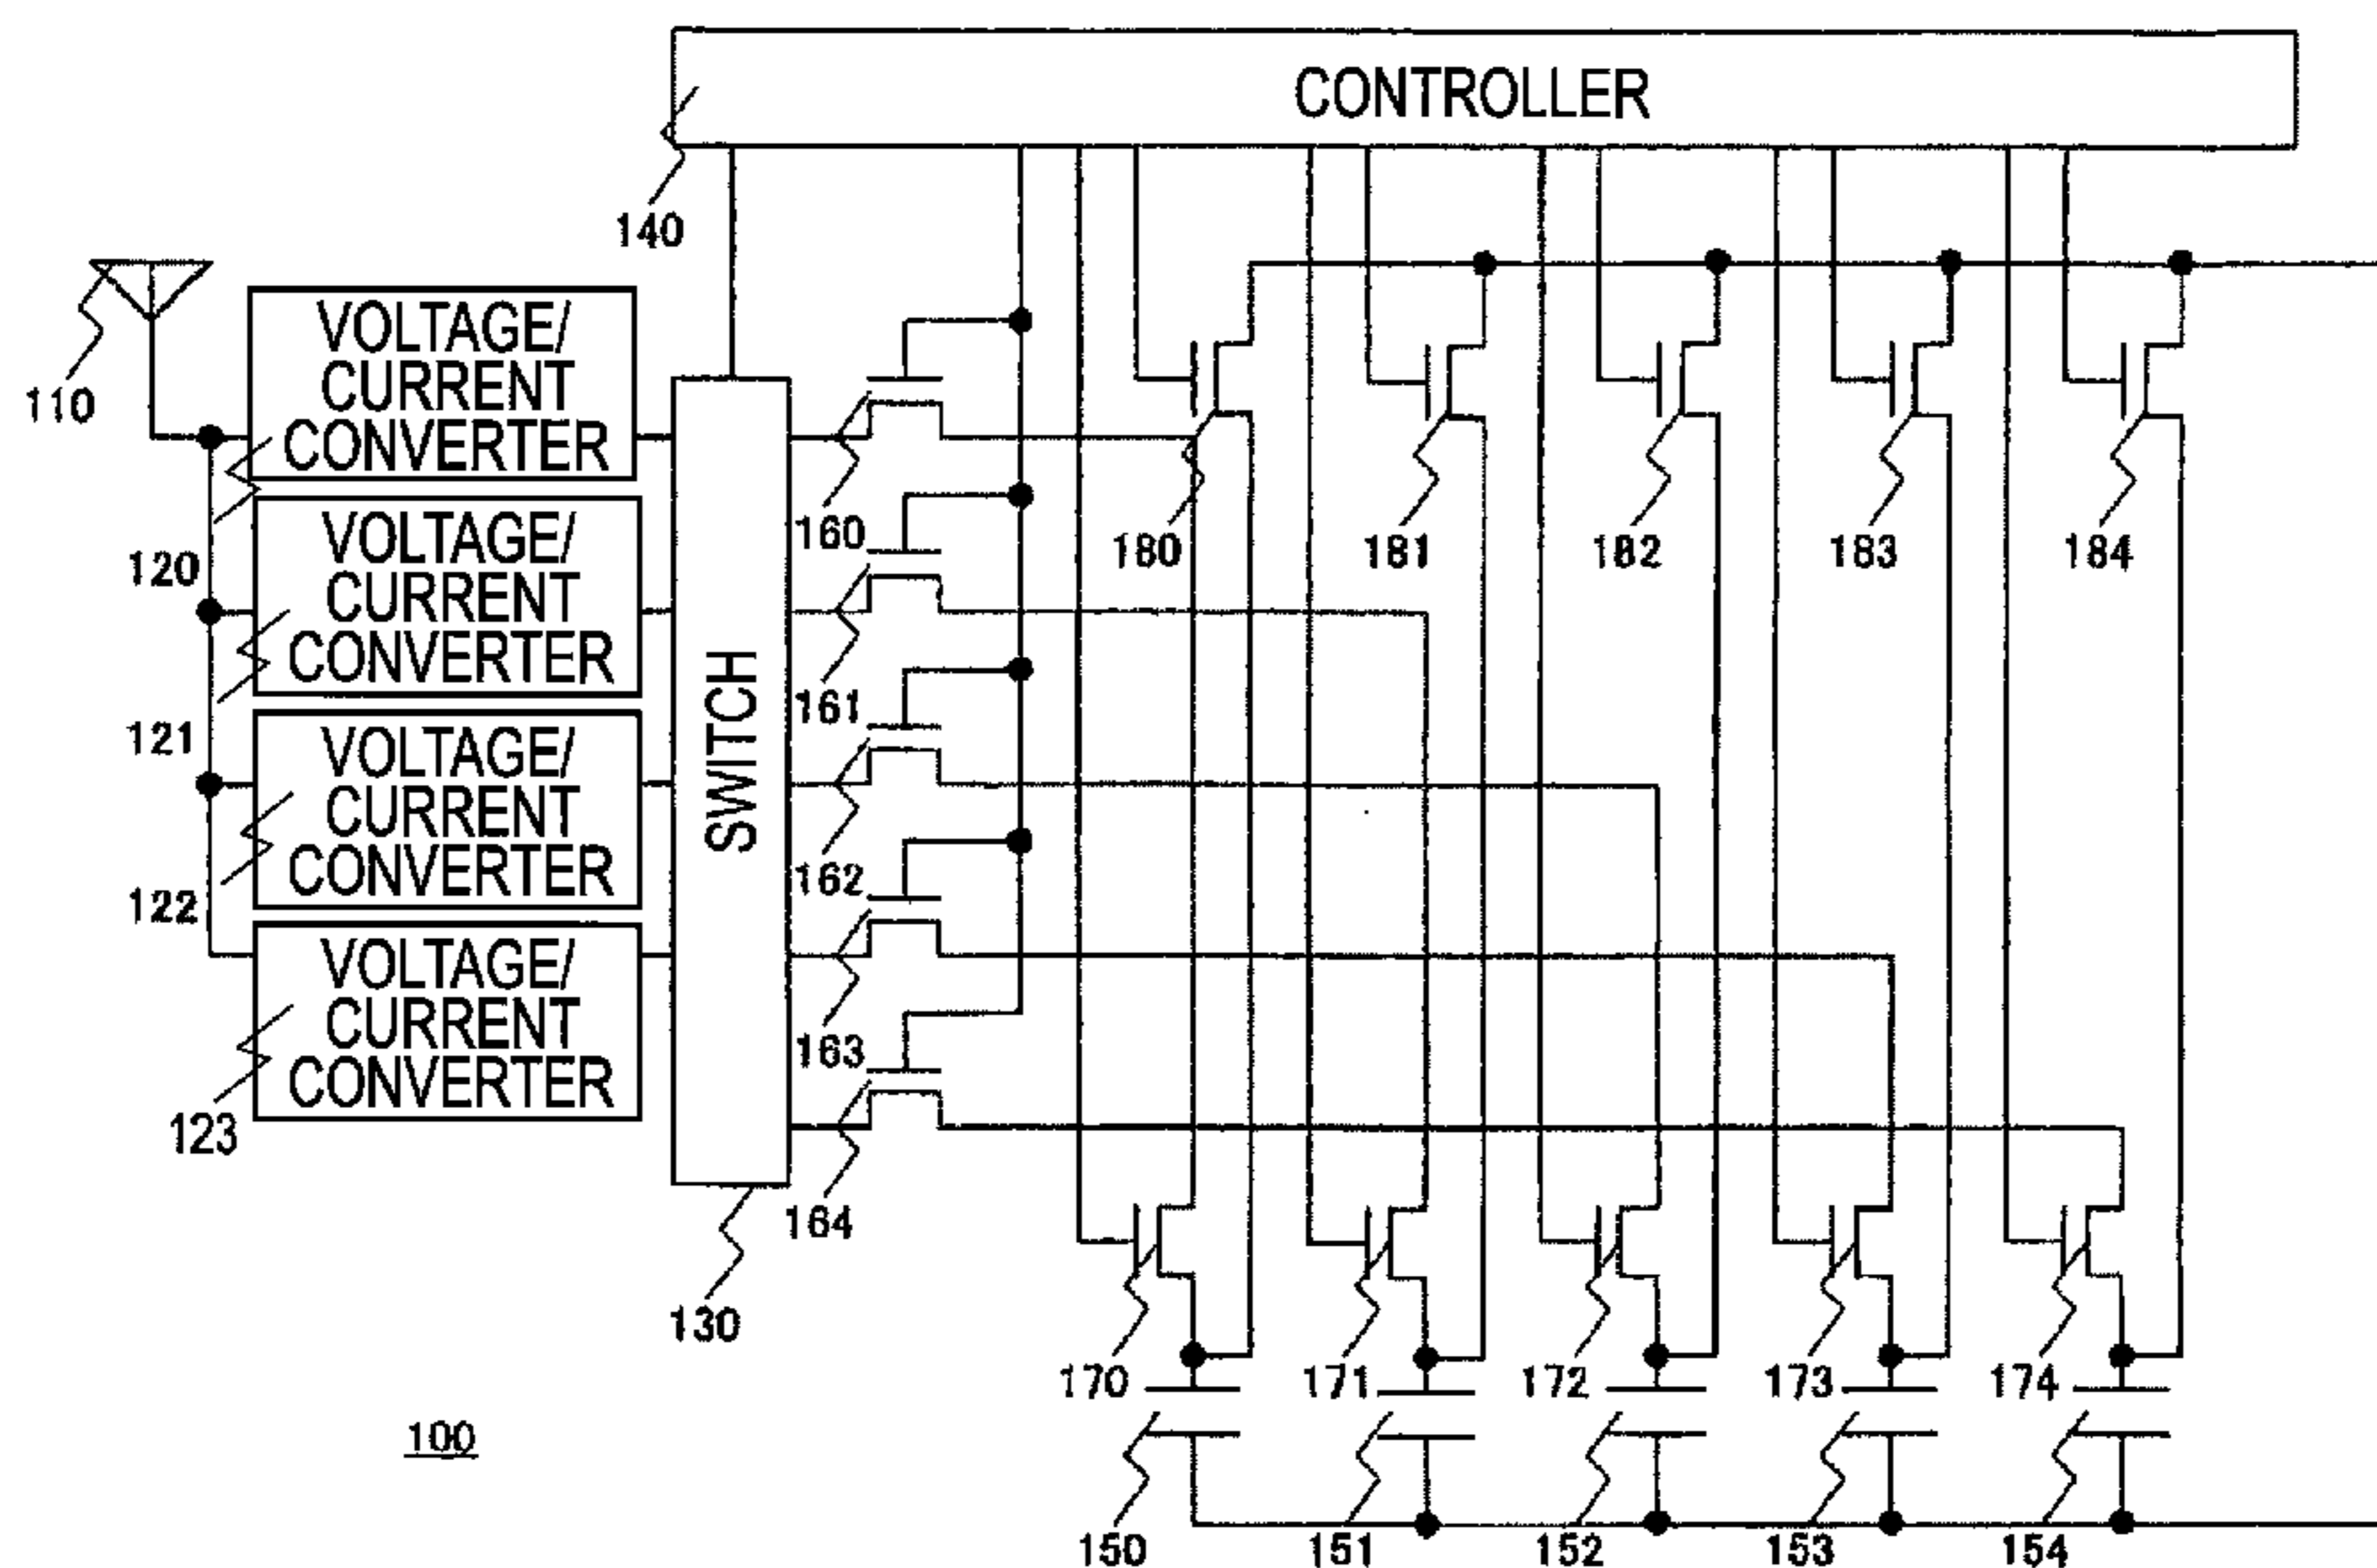 CONTROLLER
140
110
VOLTAGE/
CURRENT
CONVERTER
120
VOLTAGE/
CURRENT
CONVERTER
121
VOLTAGE/
CURRENT
CONVERTER
122
VOLTAGE/
CURRENT
CONVERTER
123
SWITCH
130
160
161
162
163
164
180
181
182
183
184
170
171
172
173
174
150
151
152
153
154
100